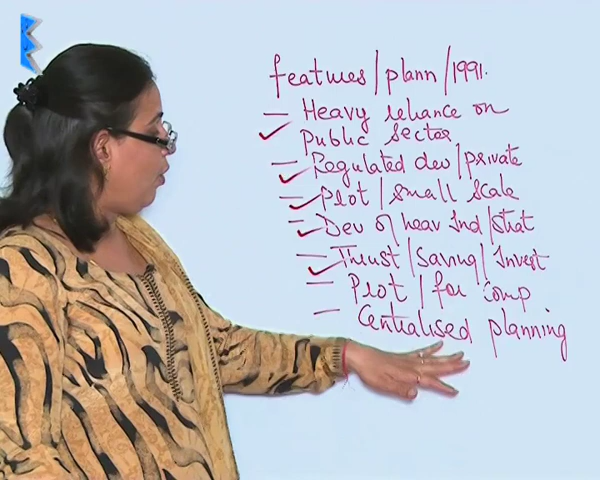 features/plann/1991.
– Heavy reliance on
Public Sector
– Regulated dev/private
– Prot/small scale
– Dev of heav Ind/strat
– Thrust/Saving/Invest
– Prot/for comp
– Centralised planning